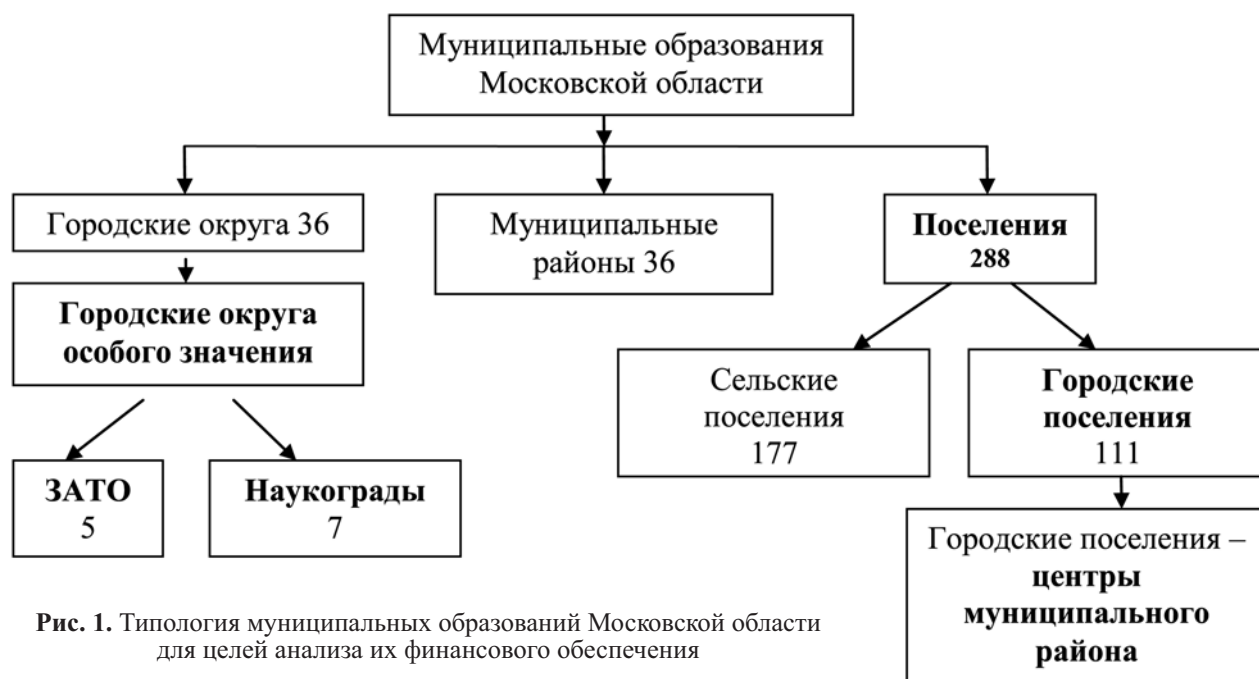 Муниципальные образования
Московской области
Городские округа 36
Муниципальные
районы 36
Поселения
288
Городские округа
особого значения
Сельские
поселения
177
Городские
поселения
111
ЗАТО
5
Наукограды
7
Городские поселения –
центры
муниципального
района
Рис. 1. Типология муниципальных образований Московской области
для целей анализа их финансового обеспечения